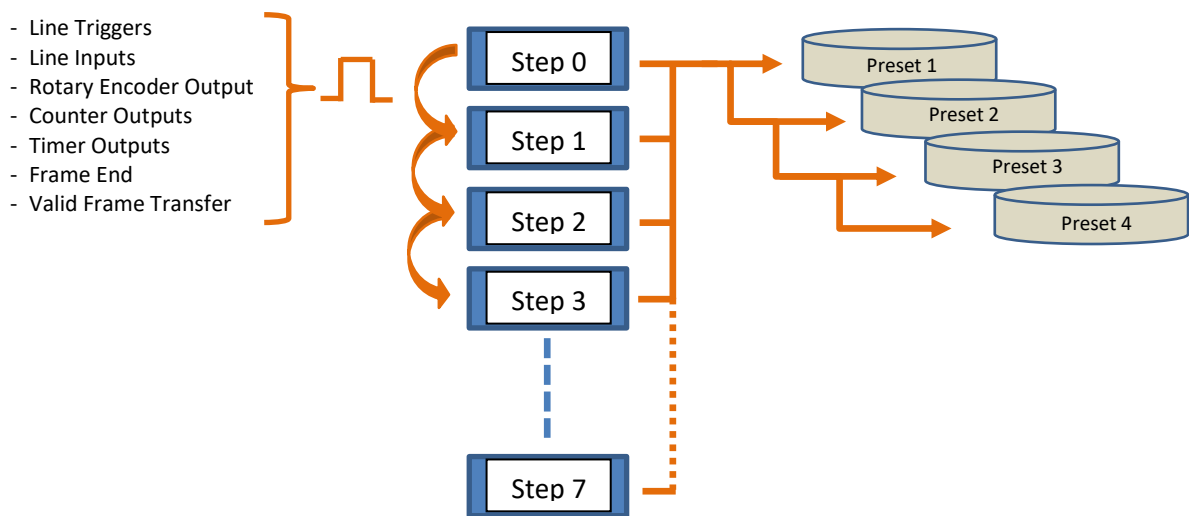 - Line Triggers
- Line Inputs
- Rotary Encoder Output
- Counter Outputs
- Timer Outputs
- Frame End
- Valid Frame Transfer
Step 0
Step 1
Step 2
Step 3
Step 7
Preset 1
Preset 2
Preset 3
Preset 4